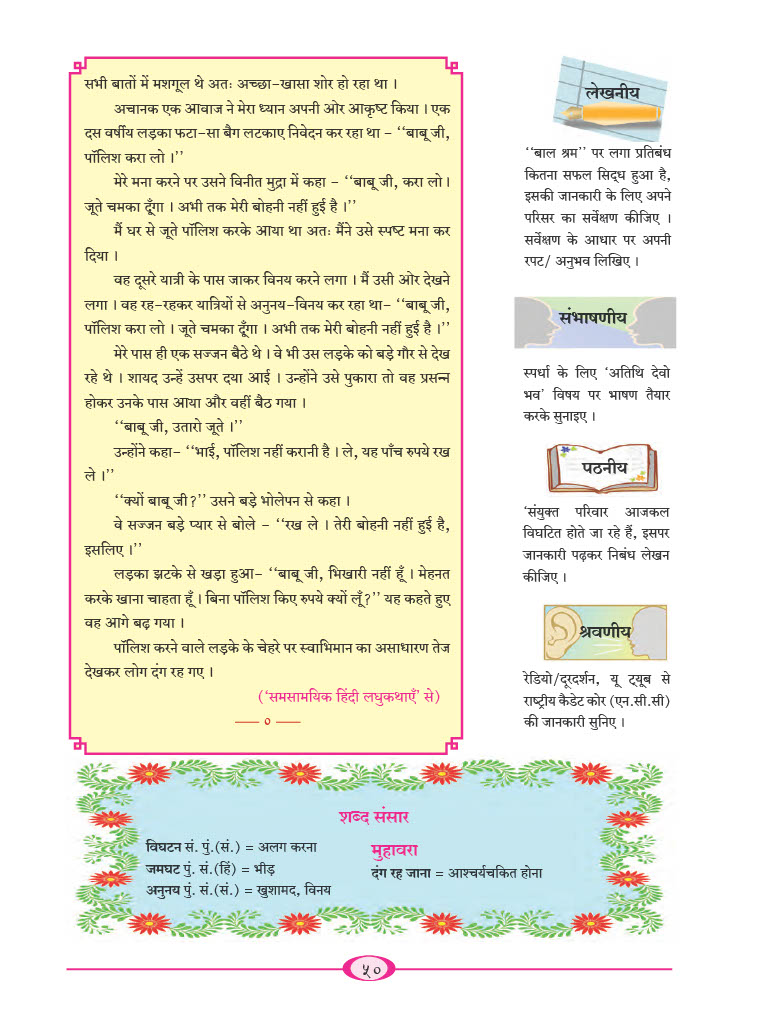 सभी बातों में मशगूल थे अतः अच्छा-खासा शोर हो रहा था ।
अचानक एक आवाज ने मेरा ध्यान अपनी ओर आकृष्ट किया । एक
दस वर्षीय लड़का फटा-सा बैग लटकाए निवेदन कर रहा था - ‘‘बाबू जी,
पॉलिश करा लो ।’’
मेरे मना करने पर उसने विनीत मुद्रा में कहा - ‘‘बाबू जी, करा लो ।
जूते चमका दूँगा । अभी तक मेरी बोहनी नहीं हुई है ।’’
मैं घर से जूते पॉलिश करके आया था अतः मैंने उसे स्पष्ट मना कर
दिया ।
वह दूसरे यात्री के पास जाकर विनय करने लगा । मैं उसी ओर देखने
लगा । वह रह-रहकर यात्रियों से अनुनय-विनय कर रहा था- ‘‘बाबू जी,
पॉलिश करा लो । जूते चमका दूँगा । अभी तक मेरी बोहनी नहीं हुई है ।’’
मेरे पास ही एक सज्जन बैठे थे । वे भी उस लड़के को बड़े गौर से देख
रहे थे । शायद उन्हें उसपर दया आई । उन्होंने उसे पुकारा तो वह प्रसन्न
होकर उनके पास आया और वहीं बैठ गया ।
‘‘बाबू जी, उतारो जूते ।’’
उन्होंने कहा- ‘‘भाई, पॉलिश नहीं करानी है । ले, यह पाँच रुपये रख
ले ।’’
‘‘क्यों बाबू जी?’’ उसने बड़े भोलेपन से कहा ।
वे सज्जन बड़े प्यार से बोले - ‘‘रख ले । तेरी बोहनी नहीं हुई है,
इसलिए ।’’
लड़का झटके से खड़ा हुआ- ‘‘बाबू जी, भिखारी नहीं हूँ । मेहनत
करके खाना चाहता हूँ । बिना पॉलिश किए रुपये क्यों लूँ?’’ यह कहते हुए
वह आगे बढ़ गया ।
पॉलिश करने वाले लड़के के चेहरे पर स्वाभिमान का असाधारण तेज
देखकर लोग दंग रह गए ।
(‘समसामयिक हिंदी लघुकथाएँ’ से)
—— ० ——
लेखनीय
‘‘बाल श्रम’’ पर लगा प्रतिबंध
कितना सफल सिद्ध हुआ है,
इसकी जानकारी के लिए अपने
परिसर का सर्वेक्षण कीजिए ।
सर्वेक्षण के आधार पर अपनी
रपट/ अनुभव लिखिए ।
संभाषणीय
स्पर्धा के लिए ‘अतिथि देवो
भव’ विषय पर भाषण तैयार
करके सुनाइए ।
पठनीय
‘संयुक्त परिवार आजकल
विघटित होते जा रहे हैं, इसपर
जानकारी पढ़कर निबंध लेखन
कीजिए ।
श्रवणीय
रेडियो/दूरदर्शन, यू ट्यूब से
राष्ट्रीय कैडेट कोर (एन.सी.सी)
की जानकारी सुनिए ।
शब्द संसार
विघटन सं. पुं.(सं.) = अलग करना
जमघट पुं. सं.(हिं) = भीड़
अनुनय पुं. सं.(सं.) = खुशामद, विनय
मुहावरा
दंग रह जाना = आश्चर्यचकित होना
५०